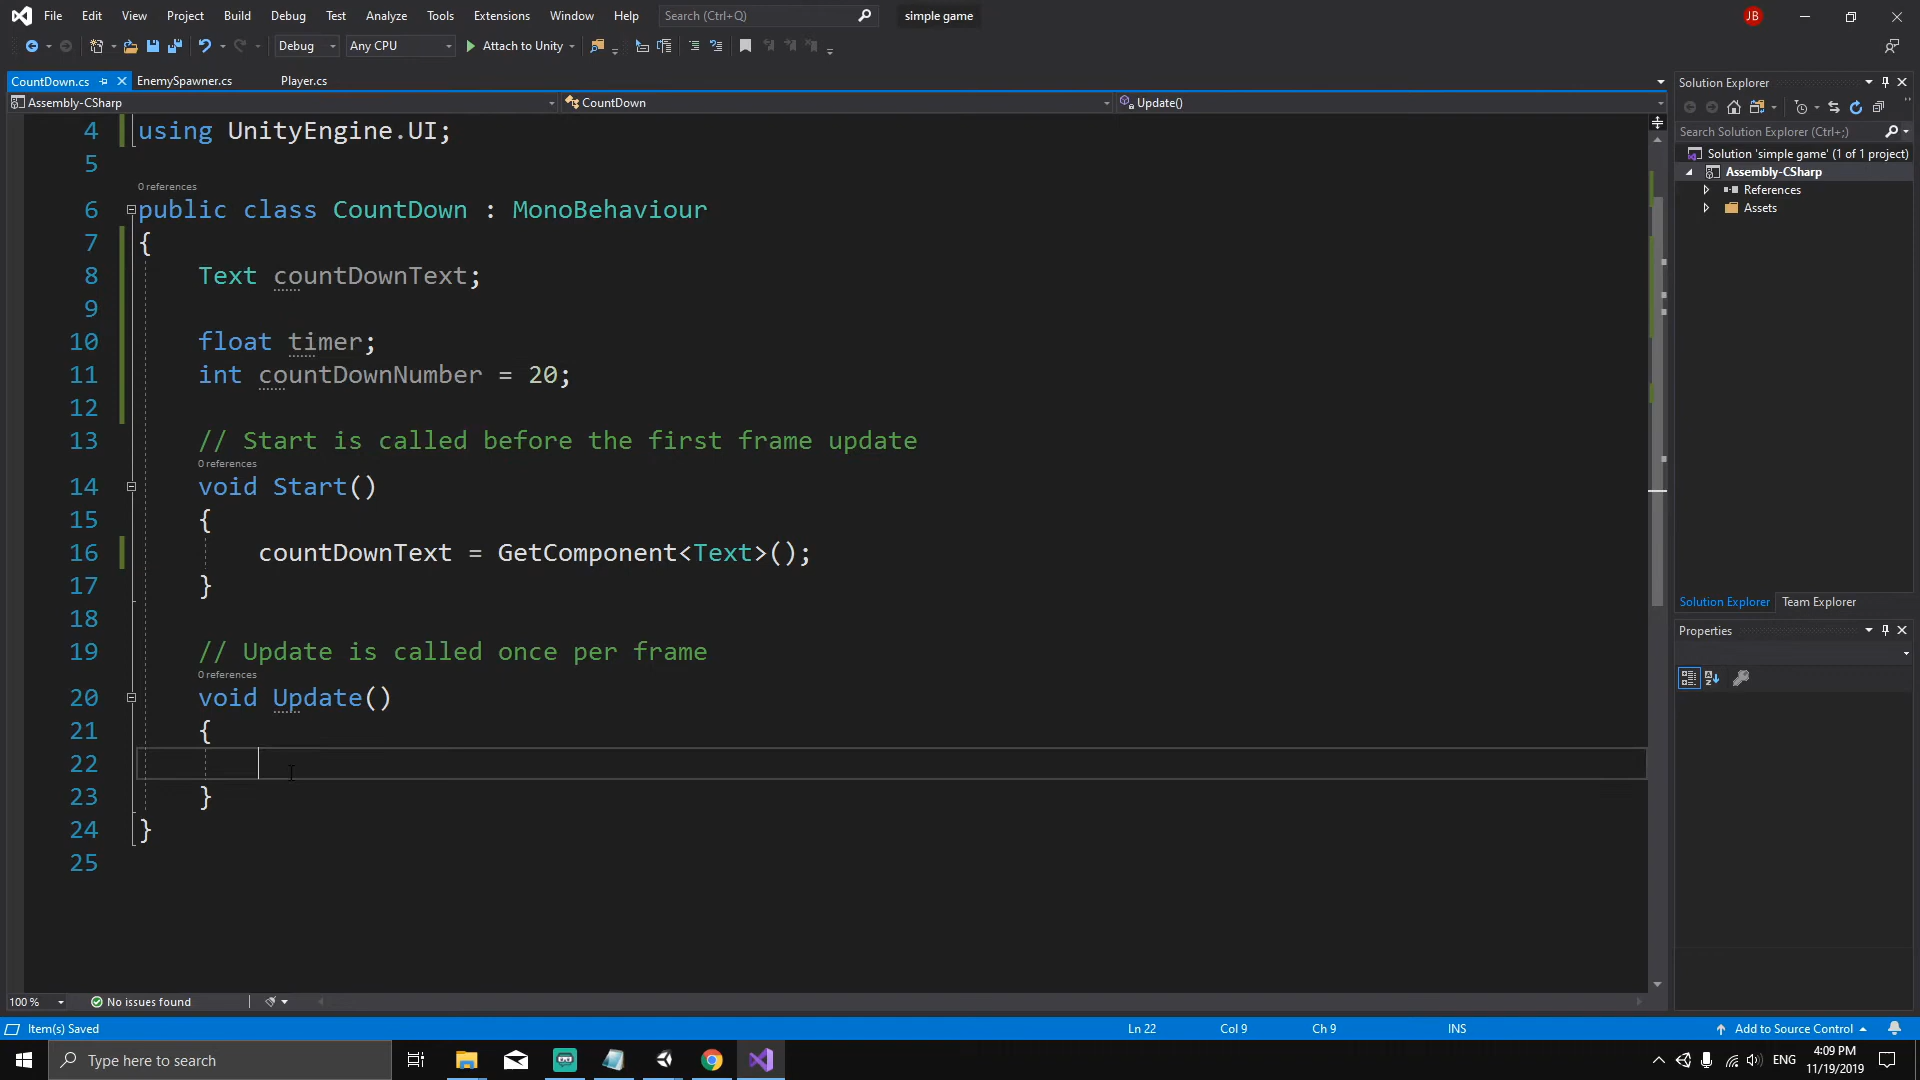 File Edit View Project Build Debug Test Analyze Tools Extensions Window Help Search (Ctrl+Q) simple game JB
Debug Any CPU Attach to Unity
CountDown.cs EnemySpawner.cs Player.cs
Assembly-CSharp CountDown Update()
4 using UnityEngine.UI;
5
0 references
6 public class CountDown : MonoBehaviour
7 {
8 Text countDownText;
9
10 float timer;
11 int countDownNumber = 20;
12
13 // Start is called before the first frame update
0 references
14 void Start()
15 {
16 countDownText = GetComponent<Text>();
17 }
18
19 // Update is called once per frame
0 references
20 void Update()
21 {
22
23 }
24 }
25
100 % No issues found
Solution Explorer
Search Solution Explorer (Ctrl+;)
Solution 'simple game' (1 of 1 project)
Assembly-CSharp
References
Assets
Solution Explorer Team Explorer
Properties
Item(s) Saved Ln 22 Col 9 Ch 9 INS Add to Source Control
Type here to search ENG 4:09 PM
11/19/2019